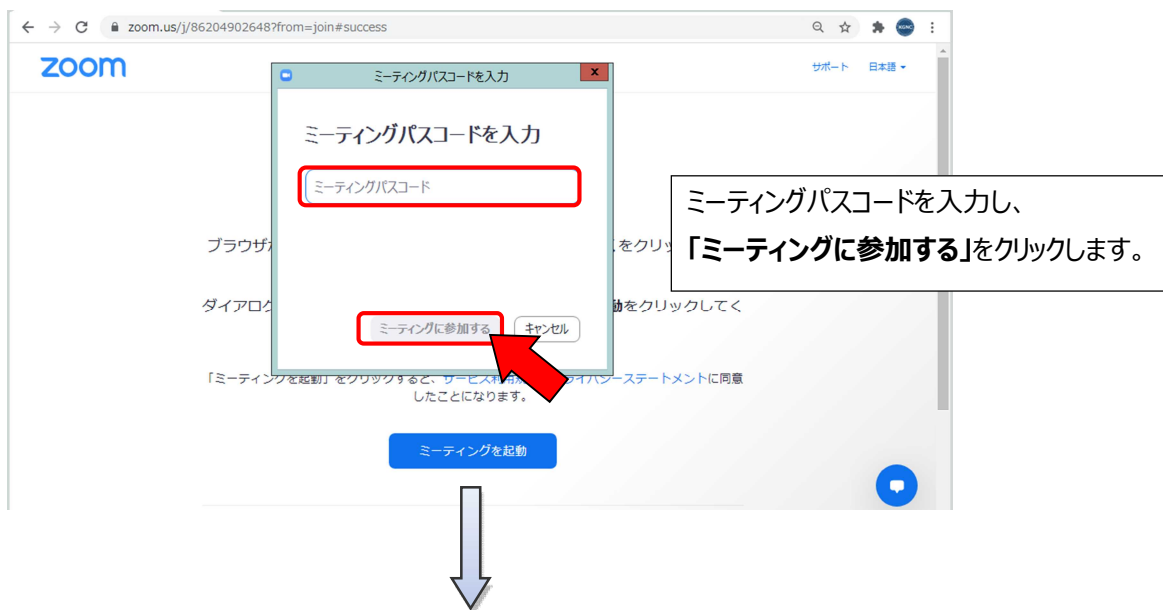 zoom.us/j/86204902648?from=join#success
KGNC
zoom
サポート 日本語
ミーティングパスコードを入力
x
ミーティングパスコードを入力
ミーティングパスコード
ミーティングパスコードを入力し、
「ミーティングに参加する」をクリックします。
ブラウザ
をクリッ
ダイアログ
動をクリックしてく
ミーティングに参加する キャンセル
「ミーティングを起動」をクリックすると、サービス利用規 ライバシーステートメントに同意
したことになります。
ミーティングを起動